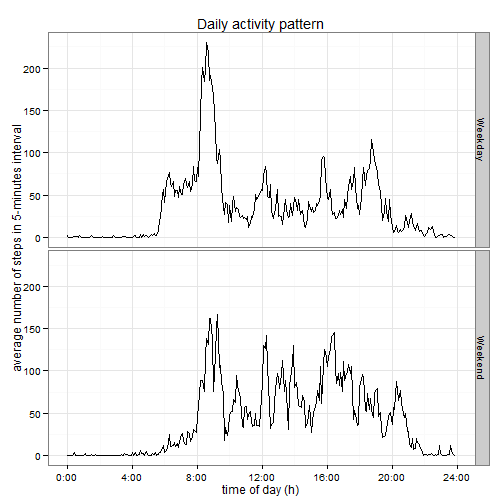 Daily activity pattern
average number of steps in 5-minutes interval
200
150
100
50
0
Weekday
200
150
100
50
0
Weekend
0:00 4:00 8:00 12:00 16:00 20:00 24:00
time of day (h)